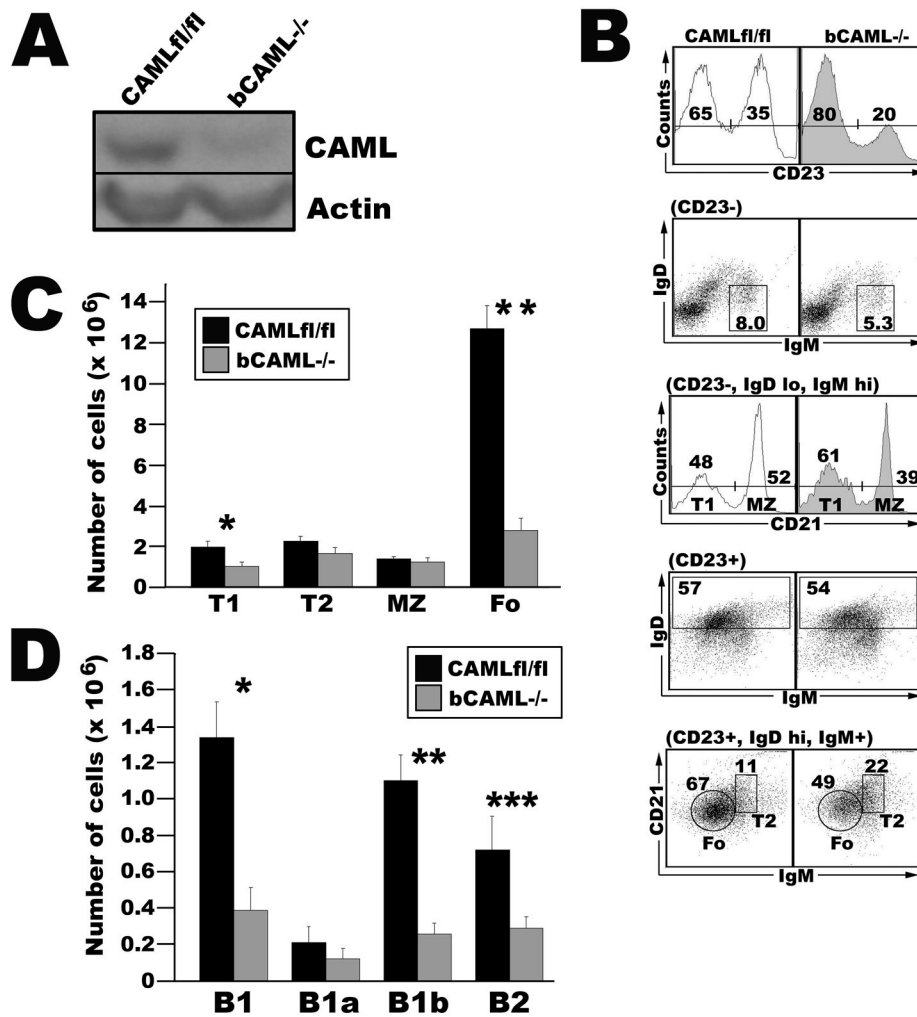 A
CAMLfl/fl
bCAML-/-
CAML
Actin
B
CAMLfl/fl
bCAML-/-
Counts
65
35
80
20
CD23
(CD23-)
IgD
8.0
5.3
IgM
(CD23-, IgD lo, IgM hi)
Counts
48
52
61
39
T1
MZ
T1
MZ
CD21
(CD23+)
IgD
57
54
IgM
(CD23+, IgD hi, IgM+)
CD21
67
11
49
22
T2
T2
Fo
Fo
IgM
C
Number of cells (x 10^6)
14
12
10
8
6
4
2
0
CAMLfl/fl
bCAML-/-
*
**
T1
T2
MZ
Fo
D
Number of cells (x 10^6)
1.8
1.6
1.4
1.2
1.0
0.8
0.6
0.4
0.2
0
CAMLfl/fl
bCAML-/-
*
**
***
B1
B1a
B1b
B2